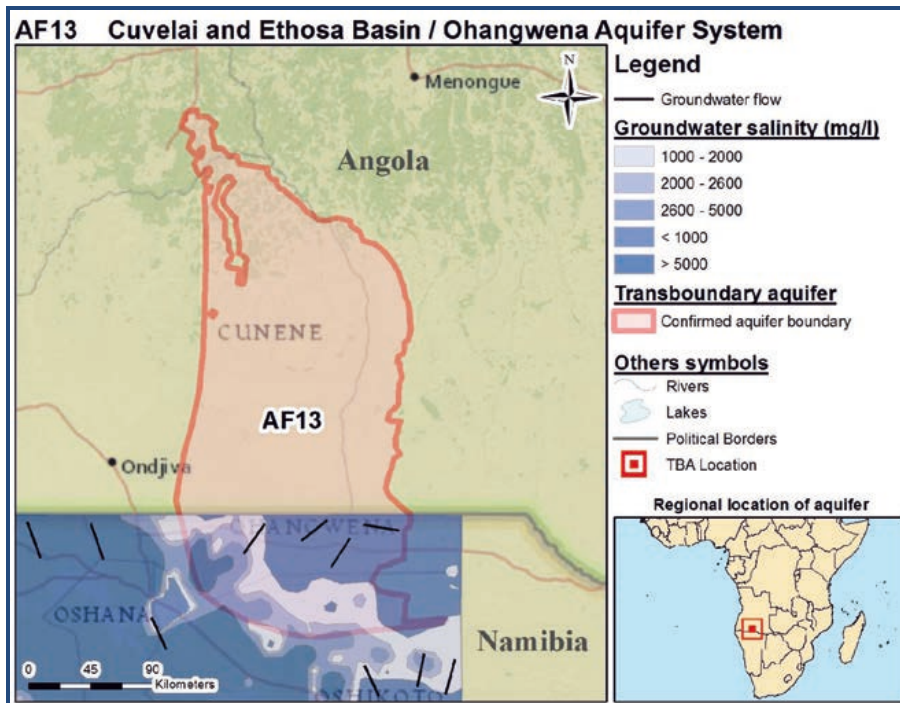 AF13 Cuvelai and Ethosa Basin / Ohangwena Aquifer System
Menongue
N
Angola
CUNENE
AF13
Ondjiva
OHANGWENA
OSHANA
Namibia
OSHIKOTO
0 45 90
Kilometers
Legend
Groundwater flow
Groundwater salinity (mg/l)
1000 - 2000
2000 - 2600
2600 - 5000
< 1000
> 5000
Transboundary aquifer
Confirmed aquifer boundary
Others symbols
Rivers
Lakes
Political Borders
TBA Location
Regional location of aquifer